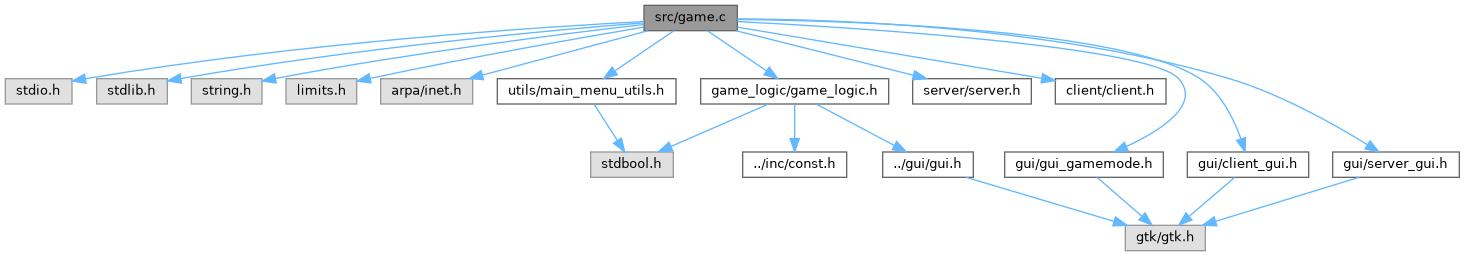 src/game.c
stdio.h
stdlib.h
string.h
limits.h
arpa/inet.h
utils/main_menu_utils.h
game_logic/game_logic.h
server/server.h
client/client.h
stdbool.h
../inc/const.h
../gui/gui.h
gui/gui_gamemode.h
gui/client_gui.h
gui/server_gui.h
gtk/gtk.h